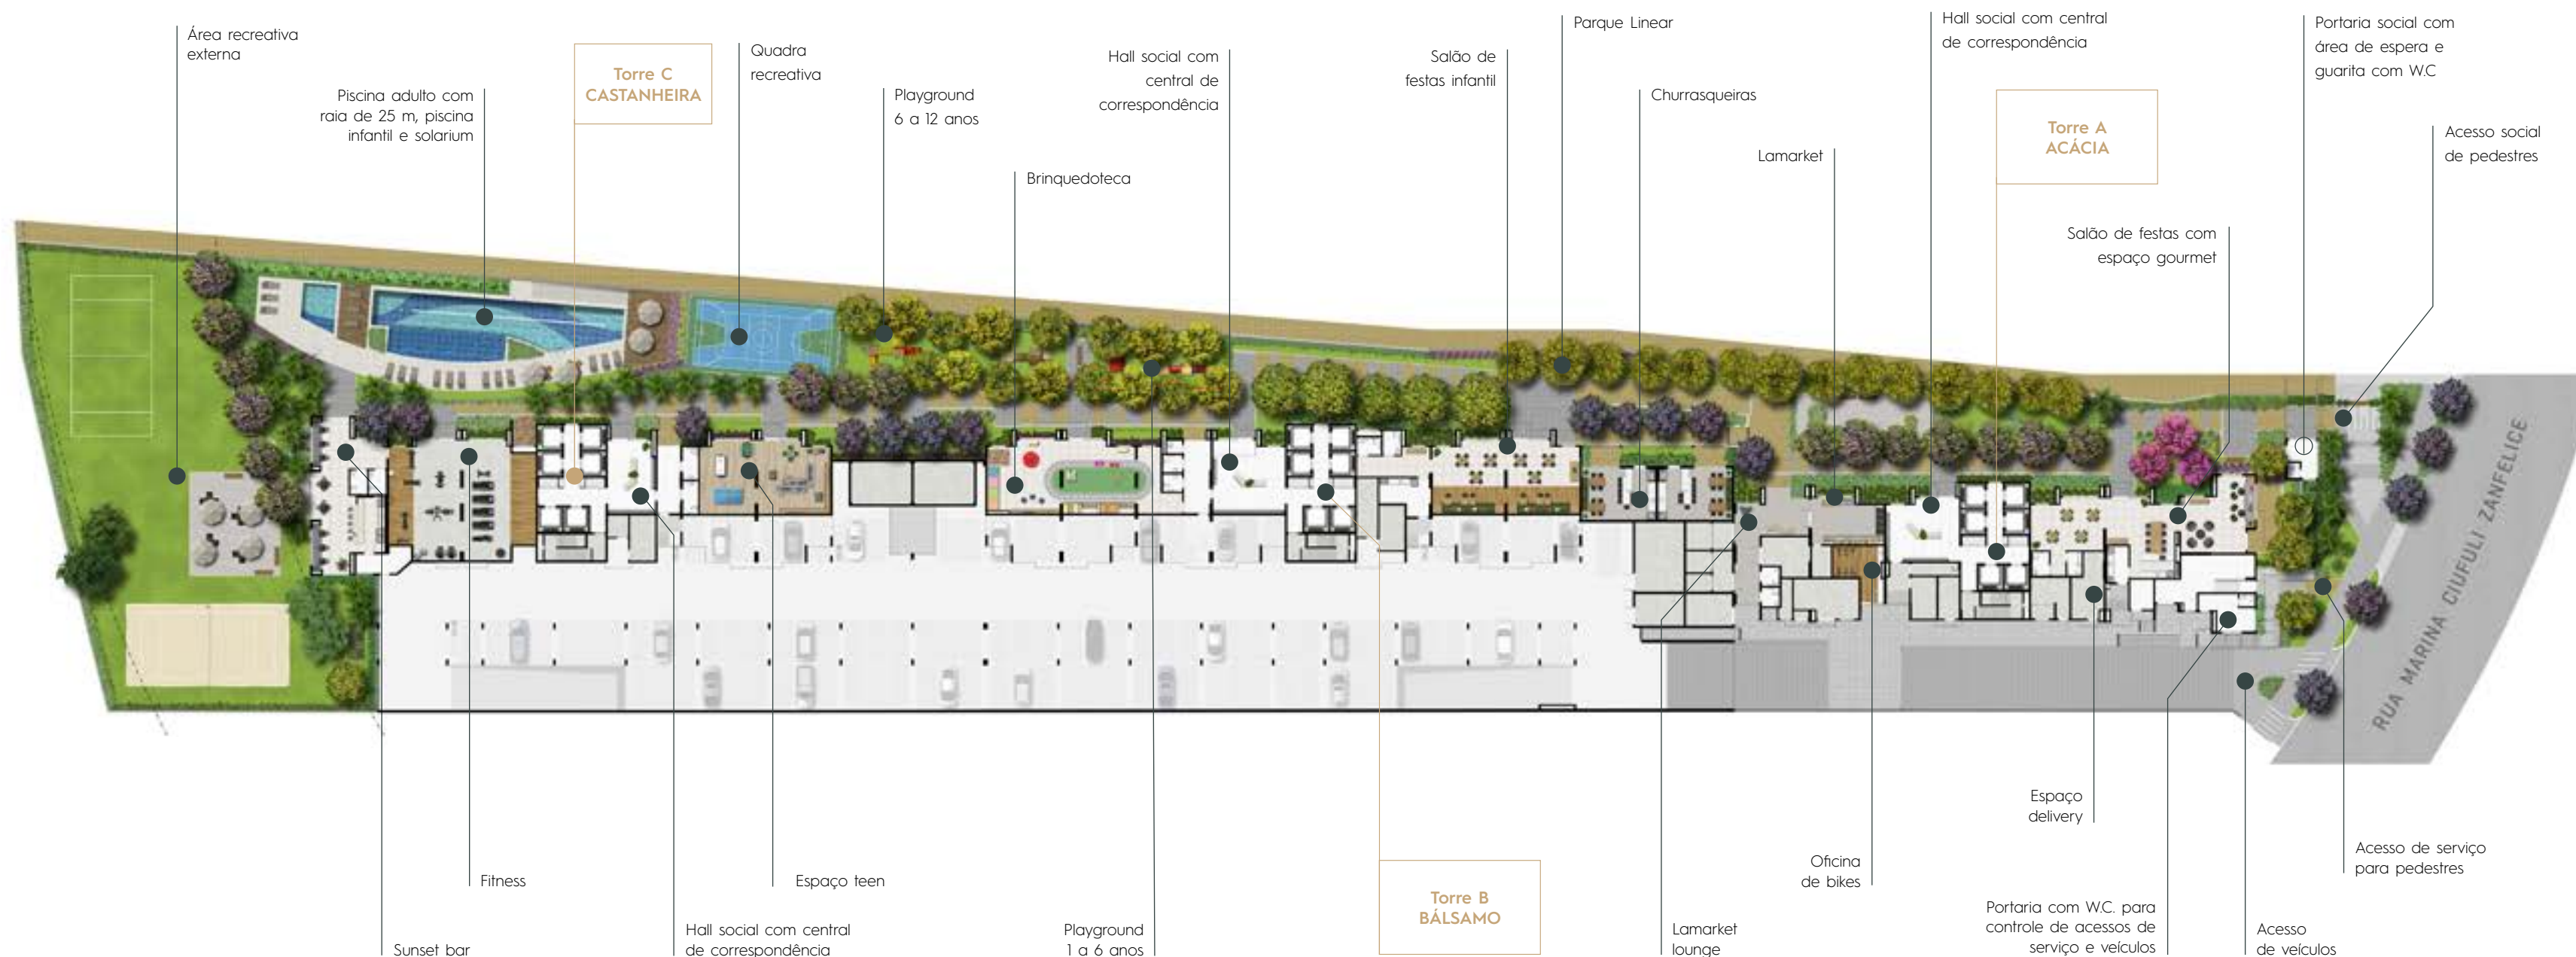 Área recreativa
externa
Piscina adulto com
raia de 25 m, piscina
infantil e solarium
Torre C
CASTANHEIRA
Quadra
recreativa
Playground
6 a 12 anos
Brinquedoteca
Hall social com
central de
correspondência
Salão de
festas infantil
Parque Linear
Churrasqueiras
Lamarket
Hall social com central
de correspondência
Torre A
ACÁCIA
Salão de festas com
espaço gourmet
Portaria social com
área de espera e
guarita com W.C
Acesso social
de pedestres
RUA MARINA CIUFULI ZANFELICE
Sunset bar
Fitness
Hall social com central
de correspondência
Espaço teen
Playground
1 a 6 anos
Torre B
BÁLSAMO
Lamarket
lounge
Oficina
de bikes
Espaço
delivery
Portaria com W.C. para
controle de acessos de
serviço e veículos
Acesso
de veículos
Acesso de serviço
para pedestres